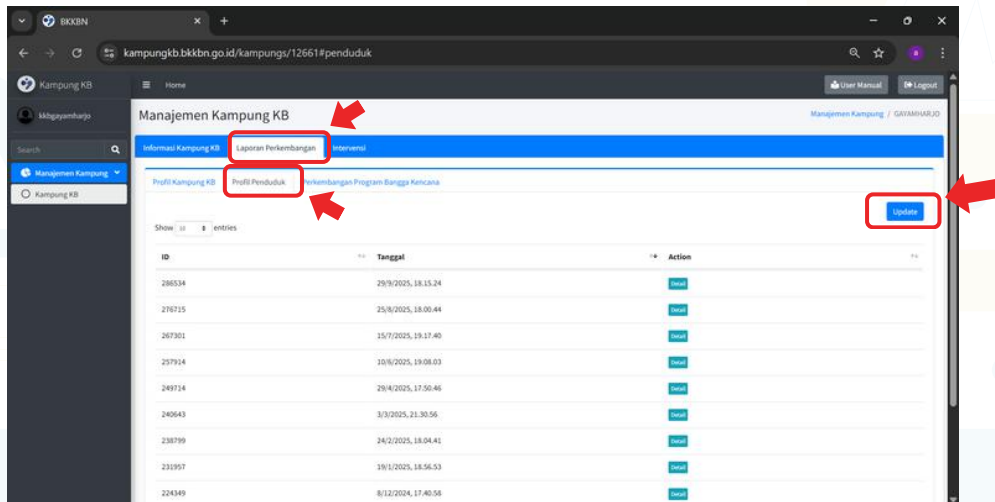 BKKBN
kampungkb.bkkbn.go.id/kampungs/12661#penduduk
Kampung KB
Home
User Manual
Logout
kkbgayamharjo
Manajemen Kampung KB
Manajemen Kampung / GAYAMHARJO
Search
Informasi Kampung KB
Laporan Perkembangan
Intervensi
Manajemen Kampung
Kampung KB
Profil Kampung KB
Profil Penduduk
Perkembangan Program Bangga Kencana
Update
Show 10 entries
ID Tanggal Action
286534 29/9/2025, 18.15.24 Detail
276715 25/8/2025, 18.00.44 Detail
267301 15/7/2025, 19.17.40 Detail
257914 10/6/2025, 19.08.03 Detail
249714 29/4/2025, 17.50.46 Detail
240643 3/3/2025, 21.30.56 Detail
238799 24/2/2025, 18.04.41 Detail
231957 19/1/2025, 18.56.53 Detail
224349 8/12/2024, 17.40.58 Detail